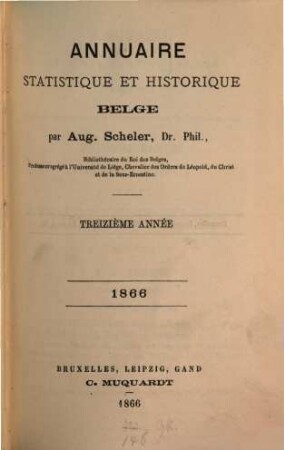 ANNUAIRE
STATISTIQUE ET HISTORIQUE
BELGE
par Aug. Scheler, Dr. Phil.,
Bibliothécaire du Roi des Belges,
Professeur agrégé à l'Université de Liége, Chevalier des Ordres de Léopold, du Christ
et de la Saxe-Ernestine.
TREIZIÈME ANNÉE
1866
BRUXELLES, LEIPZIG, GAND
C. MUQUARDT
1866